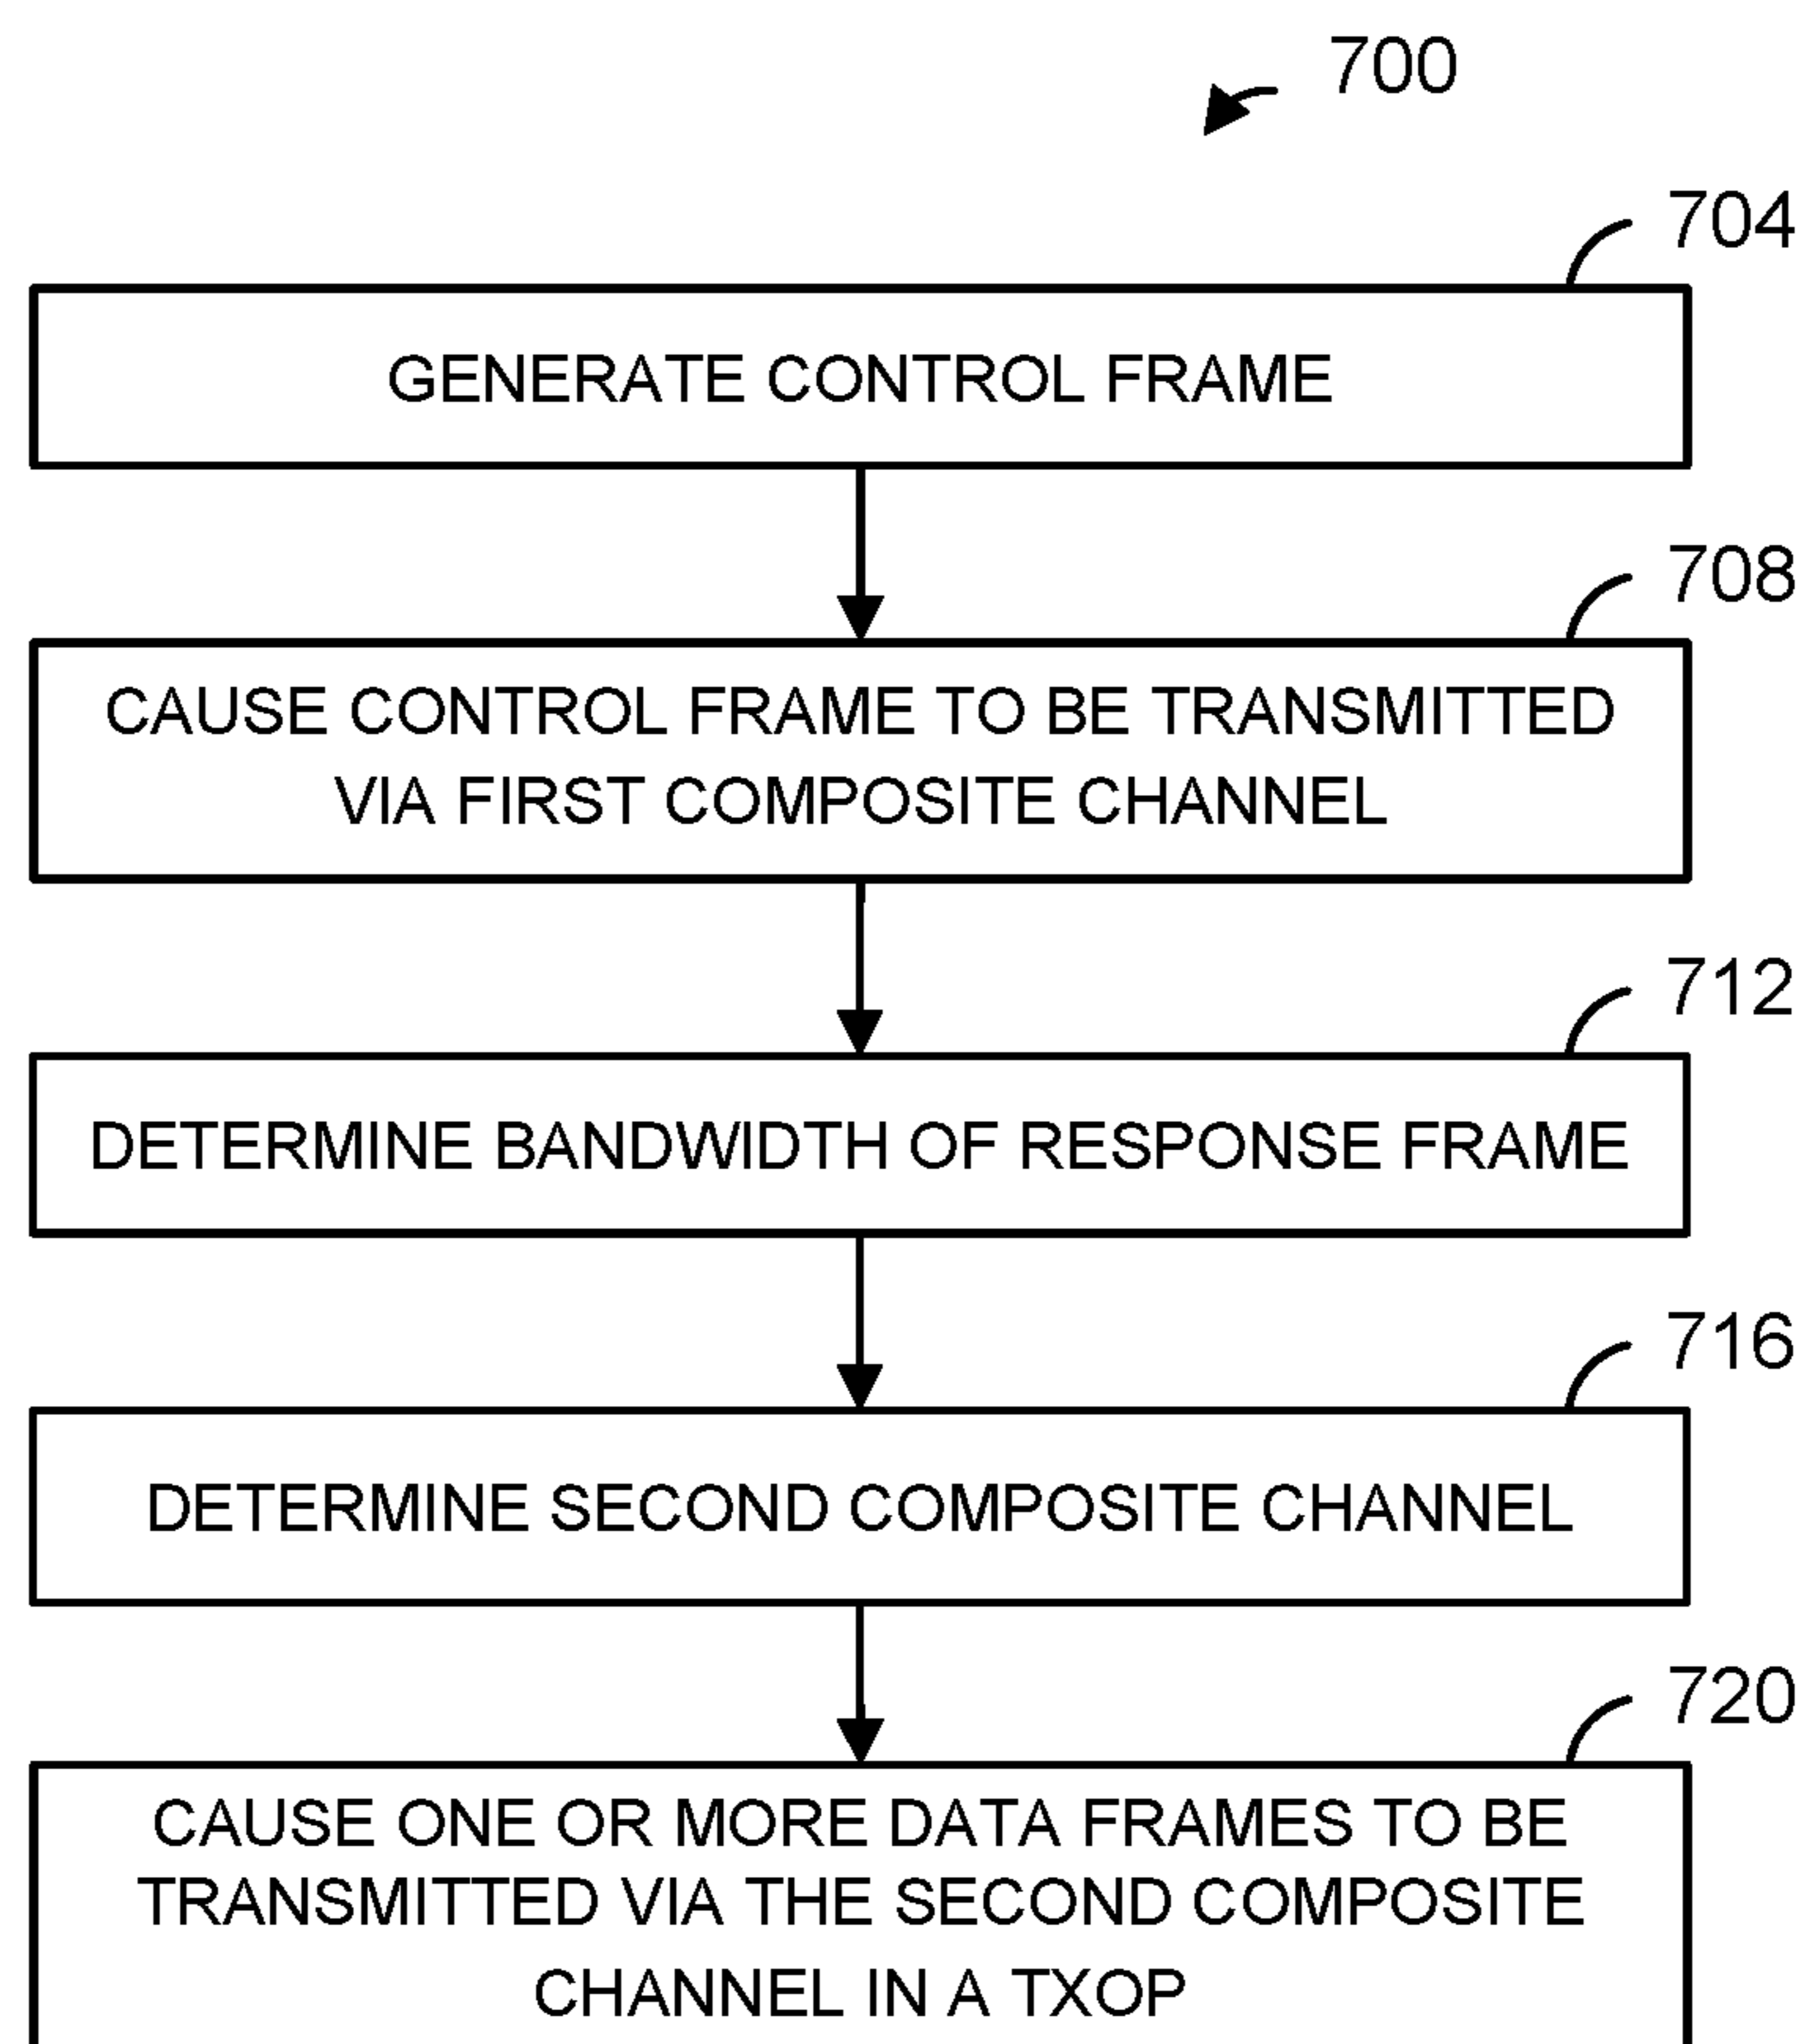 700
704
GENERATE CONTROL FRAME
708
CAUSE CONTROL FRAME TO BE TRANSMITTED
VIA FIRST COMPOSITE CHANNEL
712
DETERMINE BANDWIDTH OF RESPONSE FRAME
716
DETERMINE SECOND COMPOSITE CHANNEL
720
CAUSE ONE OR MORE DATA FRAMES TO BE
TRANSMITTED VIA THE SECOND COMPOSITE
CHANNEL IN A TXOP